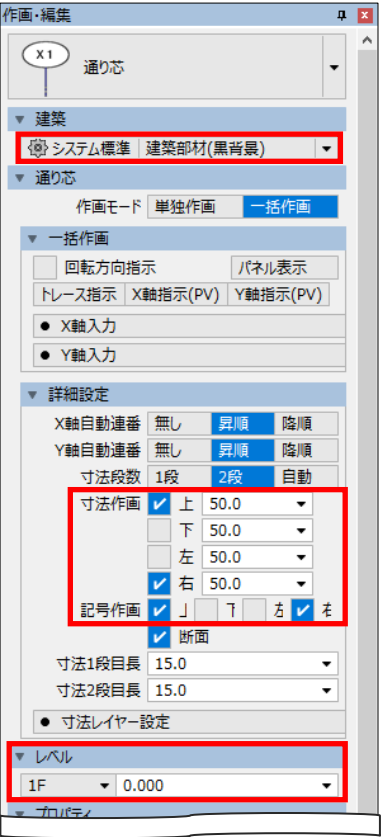 作画・編集
X1
通り芯
建築
システム標準 建築部材(黒背景)
通り芯
作画モード 単独作画 一括作画
一括作画
回転方向指示 パネル表示
トレース指示 X軸指示(PV) Y軸指示(PV)
● X軸入力
● Y軸入力
詳細設定
X軸自動連番 無し 昇順 降順
Y軸自動連番 無し 昇順 降順
寸法段数 1段 2段 自動
寸法作画 上 50.0
下 50.0
左 50.0
右 50.0
記号作画
断面
寸法1段目長 15.0
寸法2段目長 15.0
● 寸法レイヤー設定
レベル
1F 0.000
プロパティ